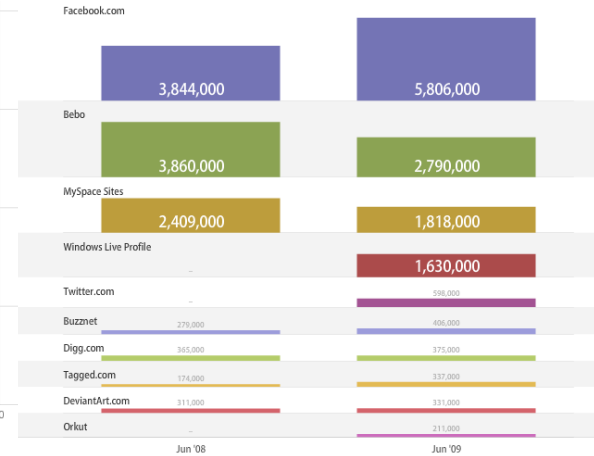 Facebook.com
3,844,000 5,806,000
Bebo
3,860,000 2,790,000
MySpace Sites
2,409,000 1,818,000
Windows Live Profile
– 1,630,000
Twitter.com
– 598,000
Buzznet
279,000 406,000
Digg.com
365,000 375,000
Tagged.com
174,000 337,000
DeviantArt.com
311,000 331,000
0
Orkut
– 211,000
Jun '08 Jun '09